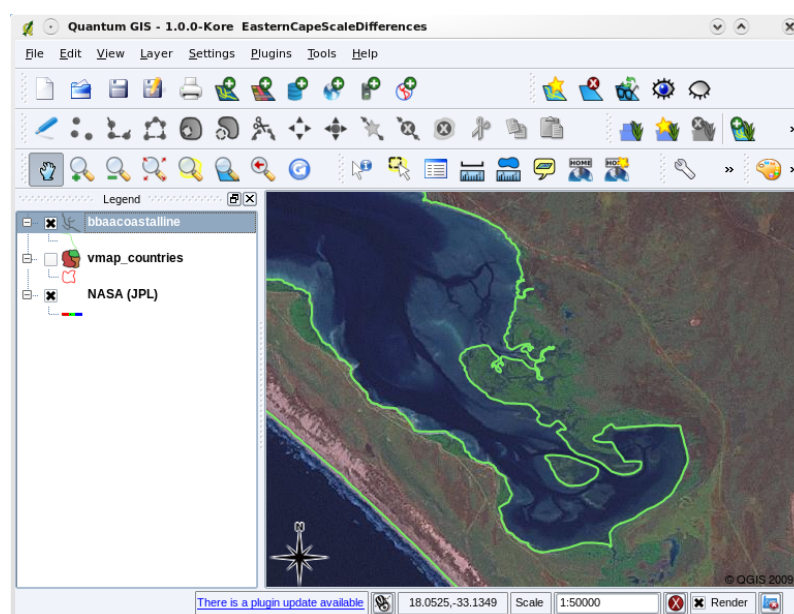 Quantum GIS - 1.0.0-Kore EasternCapeScaleDifferences
File Edit View Layer Settings Plugins Tools Help
HOME
Legend
bbaacoastalline
vmap_countries
NASA (JPL)
N
© QGIS 2009
There is a plugin update available 18.0525,-33.1349 Scale 1:50000 Render